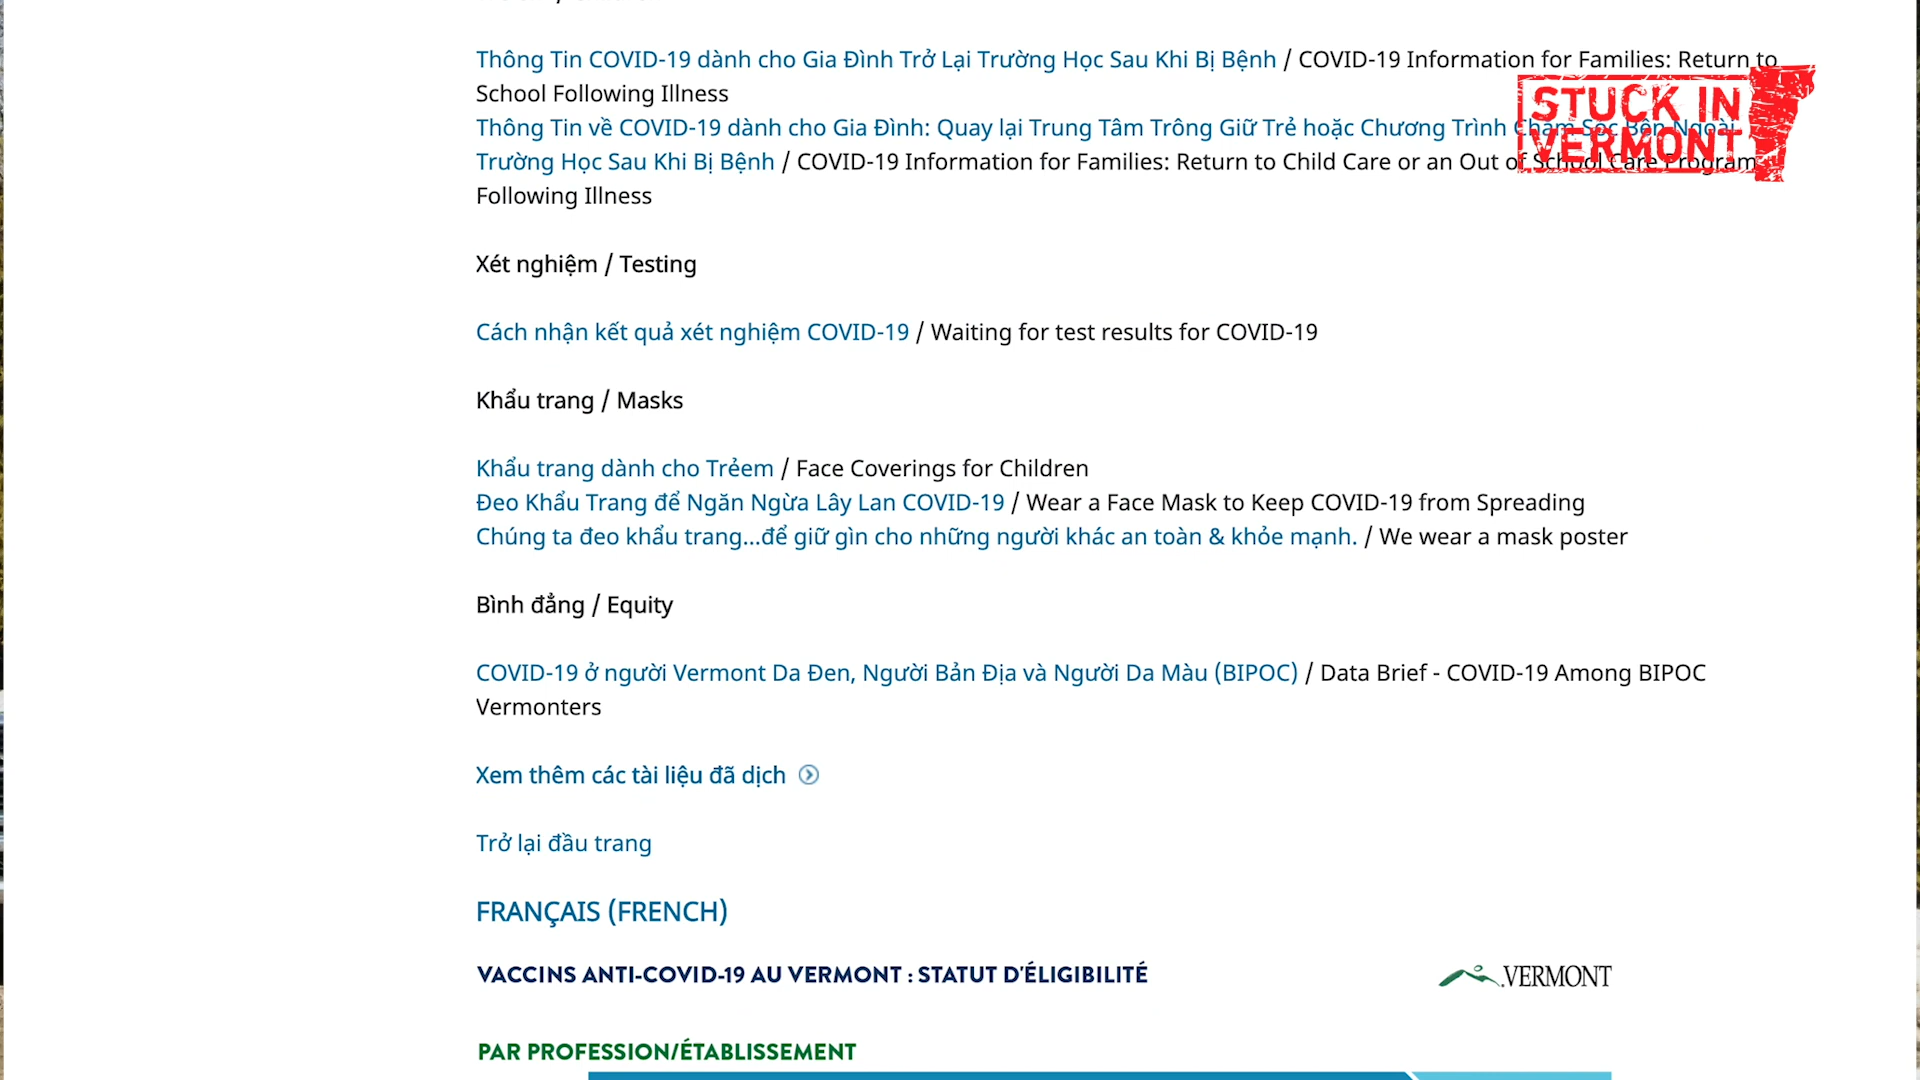 Thông Tin COVID-19 dành cho Gia Đình Trở Lại Trường Học Sau Khi Bị Bệnh / COVID-19 Information for Families: Return to
School Following Illness
STUCK IN
VERMONT
Thông Tin về COVID-19 dành cho Gia Đình: Quay lại Trung Tâm Trông Giữ Trẻ hoặc Chương Trình Chăm Sóc Bên Ngoài
Trường Học Sau Khi Bị Bệnh / COVID-19 Information for Families: Return to Child Care or an Out of School Care Program
Following Illness
Xét nghiệm / Testing
Cách nhận kết quả xét nghiệm COVID-19 / Waiting for test results for COVID-19
Khẩu trang / Masks
Khẩu trang dành cho Trẻem / Face Coverings for Children
Đeo Khẩu Trang để Ngăn Ngừa Lây Lan COVID-19 / Wear a Face Mask to Keep COVID-19 from Spreading
Chúng ta đeo khẩu trang...để giữ gìn cho những người khác an toàn & khỏe mạnh. / We wear a mask poster
Bình đẳng / Equity
COVID-19 ở người Vermont Da Đen, Người Bản Địa và Người Da Màu (BIPOC) / Data Brief - COVID-19 Among BIPOC
Vermonters
Xem thêm các tài liệu đã dịch
Trở lại đầu trang
FRANÇAIS (FRENCH)
VACCINS ANTI-COVID-19 AU VERMONT : STATUT D'ÉLIGIBILITÉ
VERMONT
PAR PROFESSION/ÉTABLISSEMENT